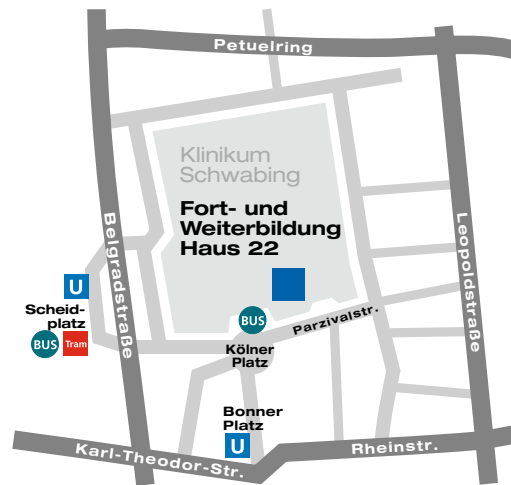 Petuelring
Klinikum
Schwabing
Fort- und
Weiterbildung
Haus 22
Belgradstraße
Leopoldstraße
U
Scheid-
platz
BUS
Tram
BUS
Parzivalstr.
Kölner
Platz
Bonner
Platz
U
Karl-Theodor-Str.
Rheinstr.